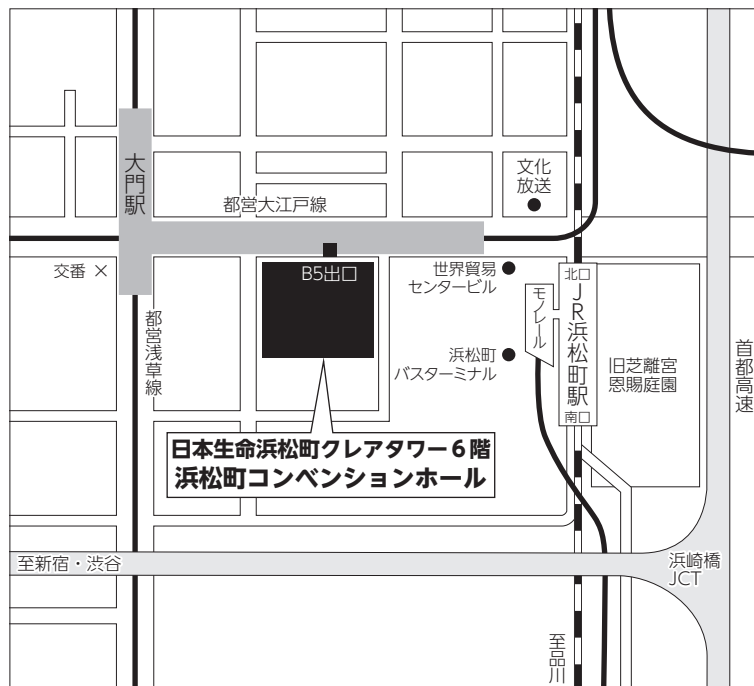 文化
放送
大門駅
都営大江戸線
交番
B5出口
世界貿易
センタービル
北口
モノレール
JR浜松町駅
南口
都営浅草線
浜松町
バスターミナル
旧芝離宮
恩賜庭園
首都高速
日本生命浜松町クレアタワー6階
浜松町コンベンションホール
至新宿・渋谷
浜崎橋
JCT
至品川